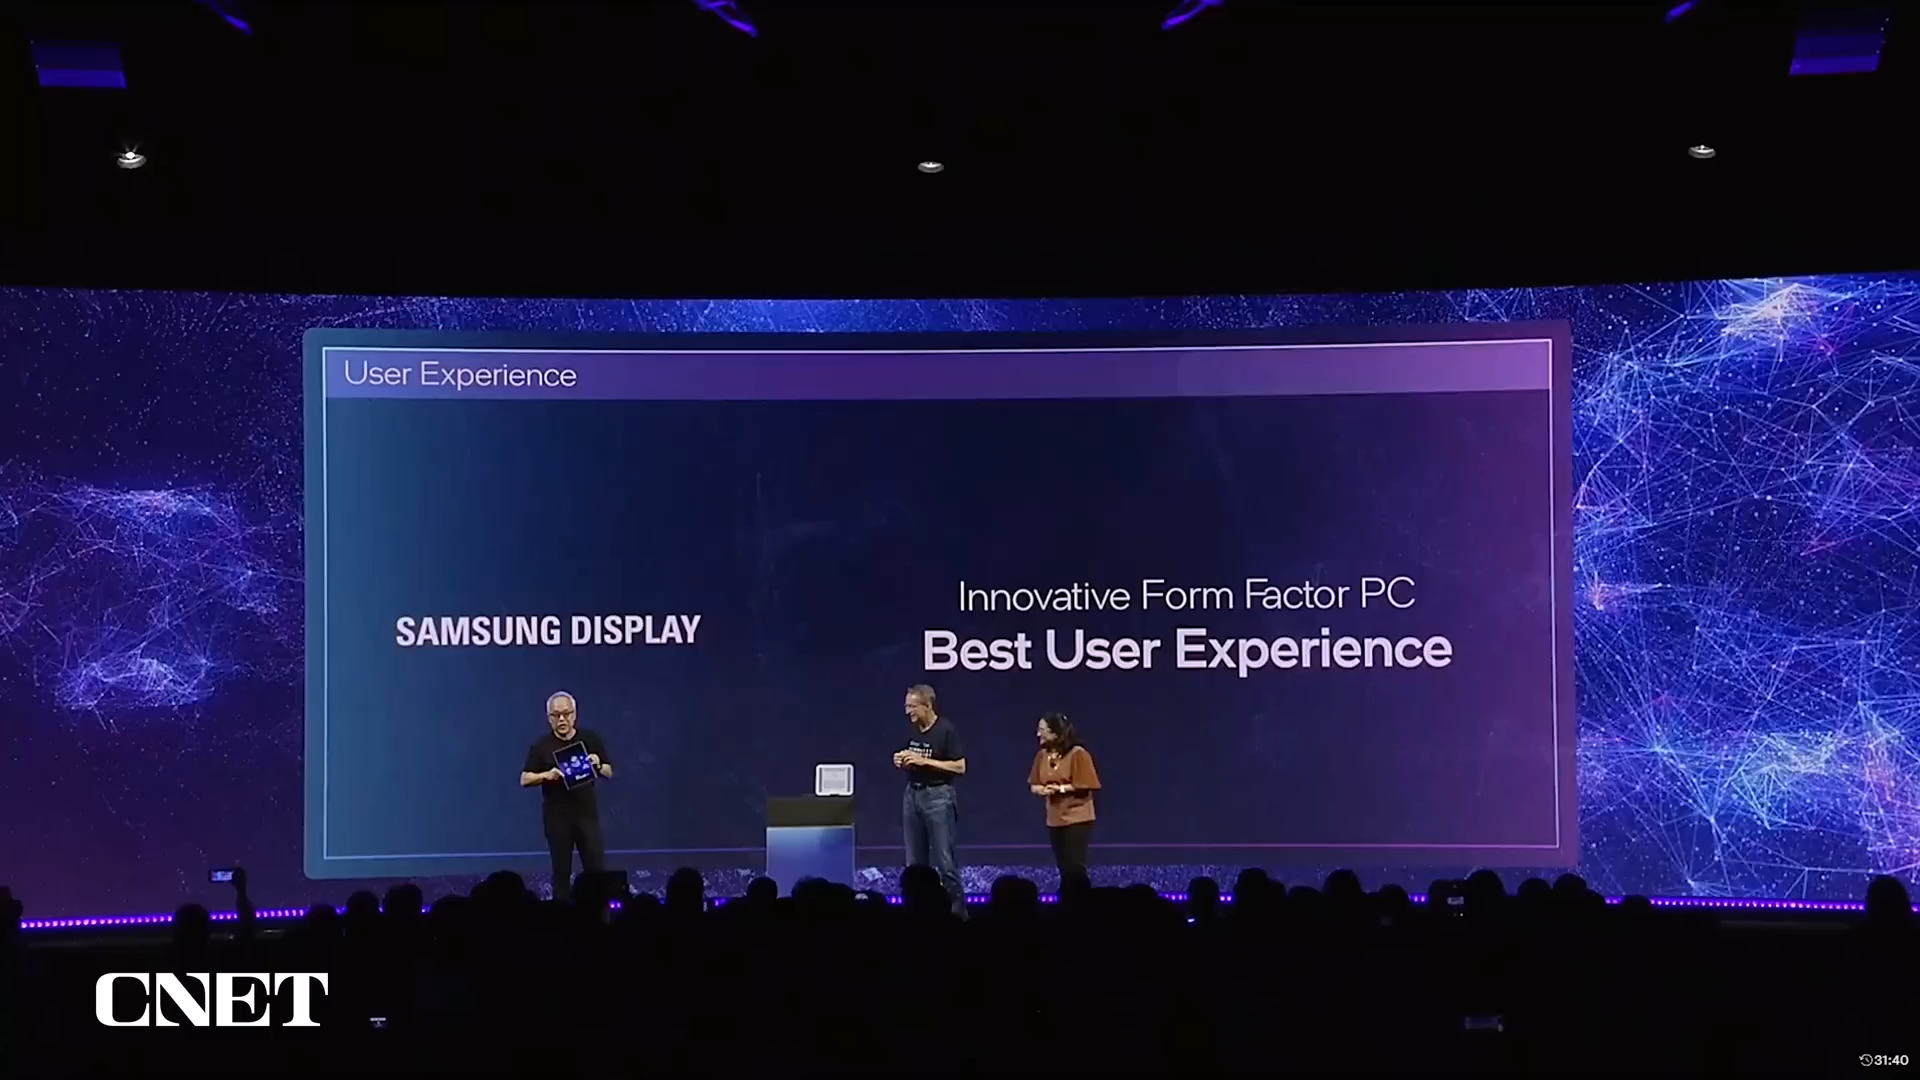 User Experience
SAMSUNG DISPLAY
Innovative Form Factor PC
Best User Experience
CNET
31:40